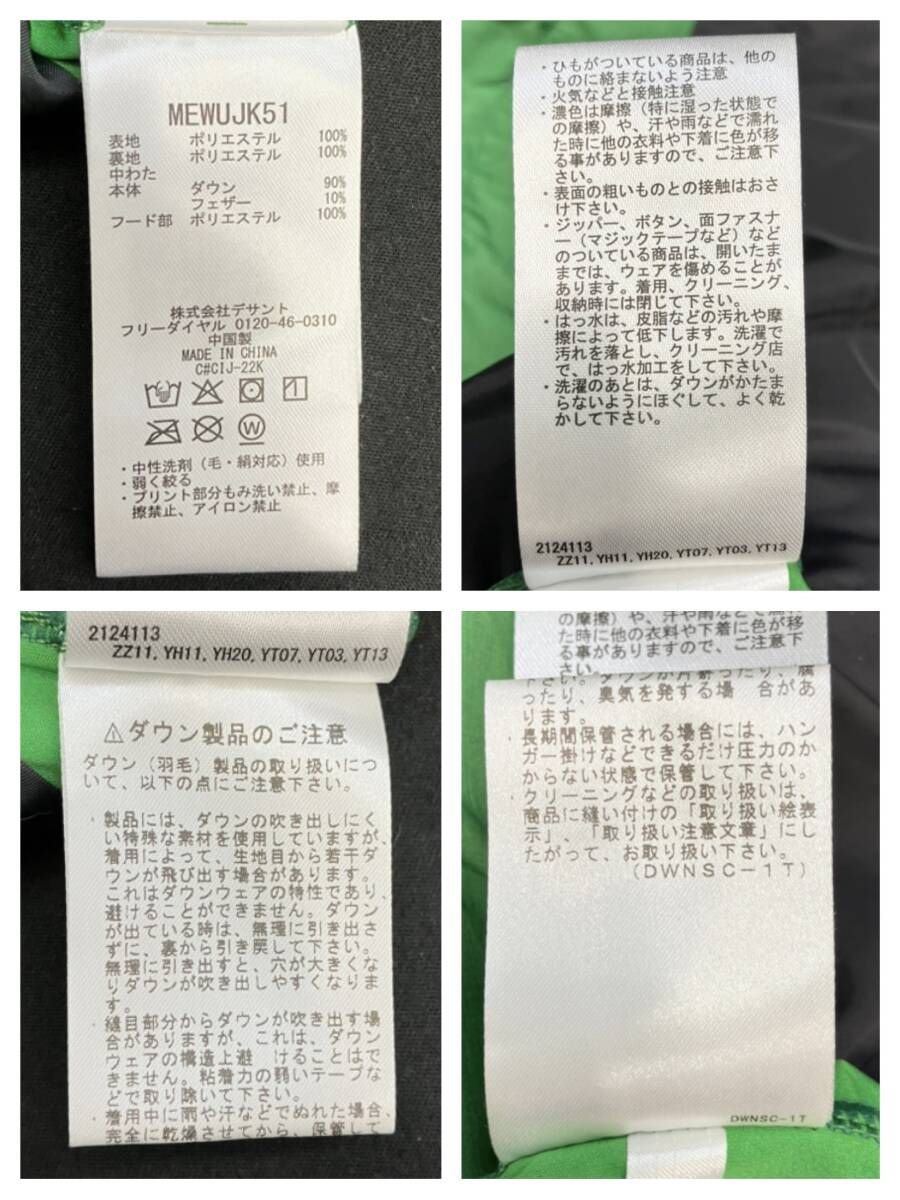 MEWUJK51
表地 ポリエステル 100%
裏地 ポリエステル 100%
中わた
本体 ダウン 90%
フェザー 10%
フード部 ポリエステル 100%
株式会社デサント
フリーダイヤル 0120-46-0310
中国製
MADE IN CHINA
C#CIJ-22K
・中性洗剤(毛・絹対応)使用
・弱く絞る
・プリント部分もみ洗い禁止、摩
擦禁止、アイロン禁止
・ひもがついている商品は、他の
ものに絡まないよう注意
・火気などと接触注意
・濃色は摩擦(特に湿った状態で
の摩擦)や、汗や雨などで濡れ
た時に他の衣料や下着に色が移
る事がありますので、ご注意下
さい。
・表面の粗いものとの接触はおさ
け下さい。
・ジッパー、ボタン、面ファスナ
ー(マジックテープなど)など
のついている商品は、開いたま
までは、ウェアを傷めることが
あります。着用、クリーニング、
収納時には閉じて下さい。
・はっ水は、皮脂などの汚れや摩
擦によって低下します。洗濯で
汚れを落とし、クリーニング店
で、はっ水加工をして下さい。
・洗濯のあとは、ダウンがかたま
らないようにほぐして、よく乾
かして下さい。
2124113
ZZ11,YH11,YH20,YT07,YT03,YT13
2124113
ZZ11,YH11,YH20,YT07,YT03,YT13
⚠ダウン製品のご注意
ダウン(羽毛)製品の取り扱いにつ
いて、以下の点にご注意下さい。
・製品には、ダウンの吹き出しにく
い特殊な素材を使用していますが、
着用によって、生地目から若干ダ
ウンが飛び出す場合があります。
これはダウンウェアの特性であり、
避けることができません。ダウン
が出ている時は、無理に引き出さ
ずに、裏から引き戻して下さい。
無理に引き出すと、穴が大きくな
りダウンが吹き出しやすくなりま
す。
・縫目部分からダウンが吹き出す場
合がありますが、これは、ダウン
ウェアの構造上避 けることはで
きません。粘着力の弱いテープな
どで取り除いて下さい。
・着用中に雨や汗などでぬれた場合、
完全に乾燥させてから、保管して
の摩擦)や、汗や雨などで濡れ
た時に他の衣料や下着に色が移
る事がありますので、ご注意下
さい。
下さい。ダウンが片寄ったり、腐
ったり、臭気を発する場 合があ
ります。
・長期間保管される場合には、ハン
ガー掛けなどできるだけ圧力のか
からない状態で保管して下さい。
・クリーニングなどの取り扱いは、
商品に縫い付けの「取り扱い絵表
示」、「取り扱い注意文章」にし
たがって、お取り扱い下さい。
(DWNSC-1T)
DWNSC-1T